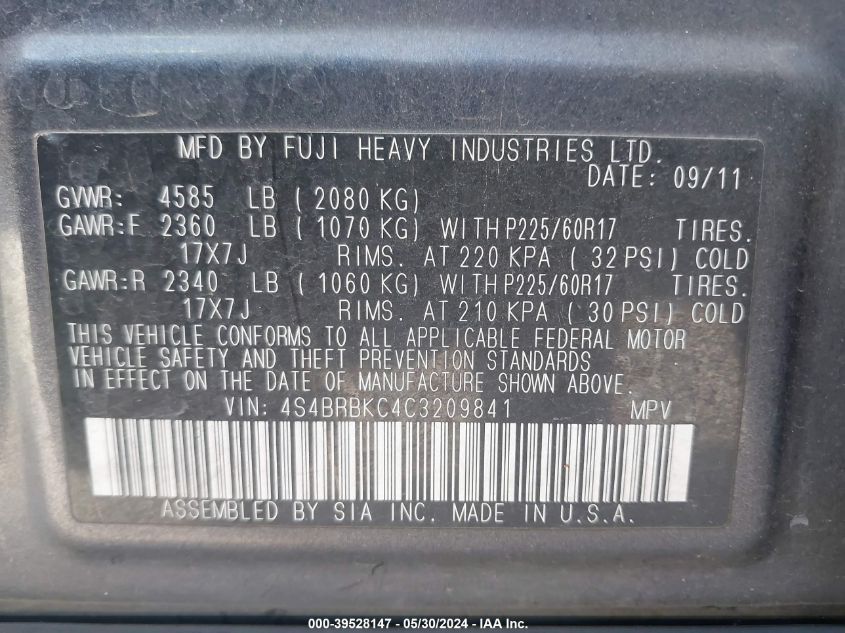 MFD BY FUJI HEAVY INDUSTRIES LTD.
DATE: 09/11
GVWR: 4585 LB ( 2080 KG)
GAWR:F 2360 LB ( 1070 KG) WITH P225/60R17 TIRES.
17X7J RIMS. AT 220 KPA ( 32 PSI) COLD
GAWR:R 2340 LB ( 1060 KG) WITH P225/60R17 TIRES.
17X7J RIMS. AT 210 KPA ( 30 PSI) COLD
THIS VEHICLE CONFORMS TO ALL APPLICABLE FEDERAL MOTOR
VEHICLE SAFETY AND THEFT PREVENTION STANDARDS
IN EFFECT ON THE DATE OF MANUFACTURE SHOWN ABOVE.
VIN: 4S4BRBKC4C3209841 MPV
ASSEMBLED BY SIA INC. MADE IN U.S.A.
000-39528147 - 05/30/2024 - IAA Inc.